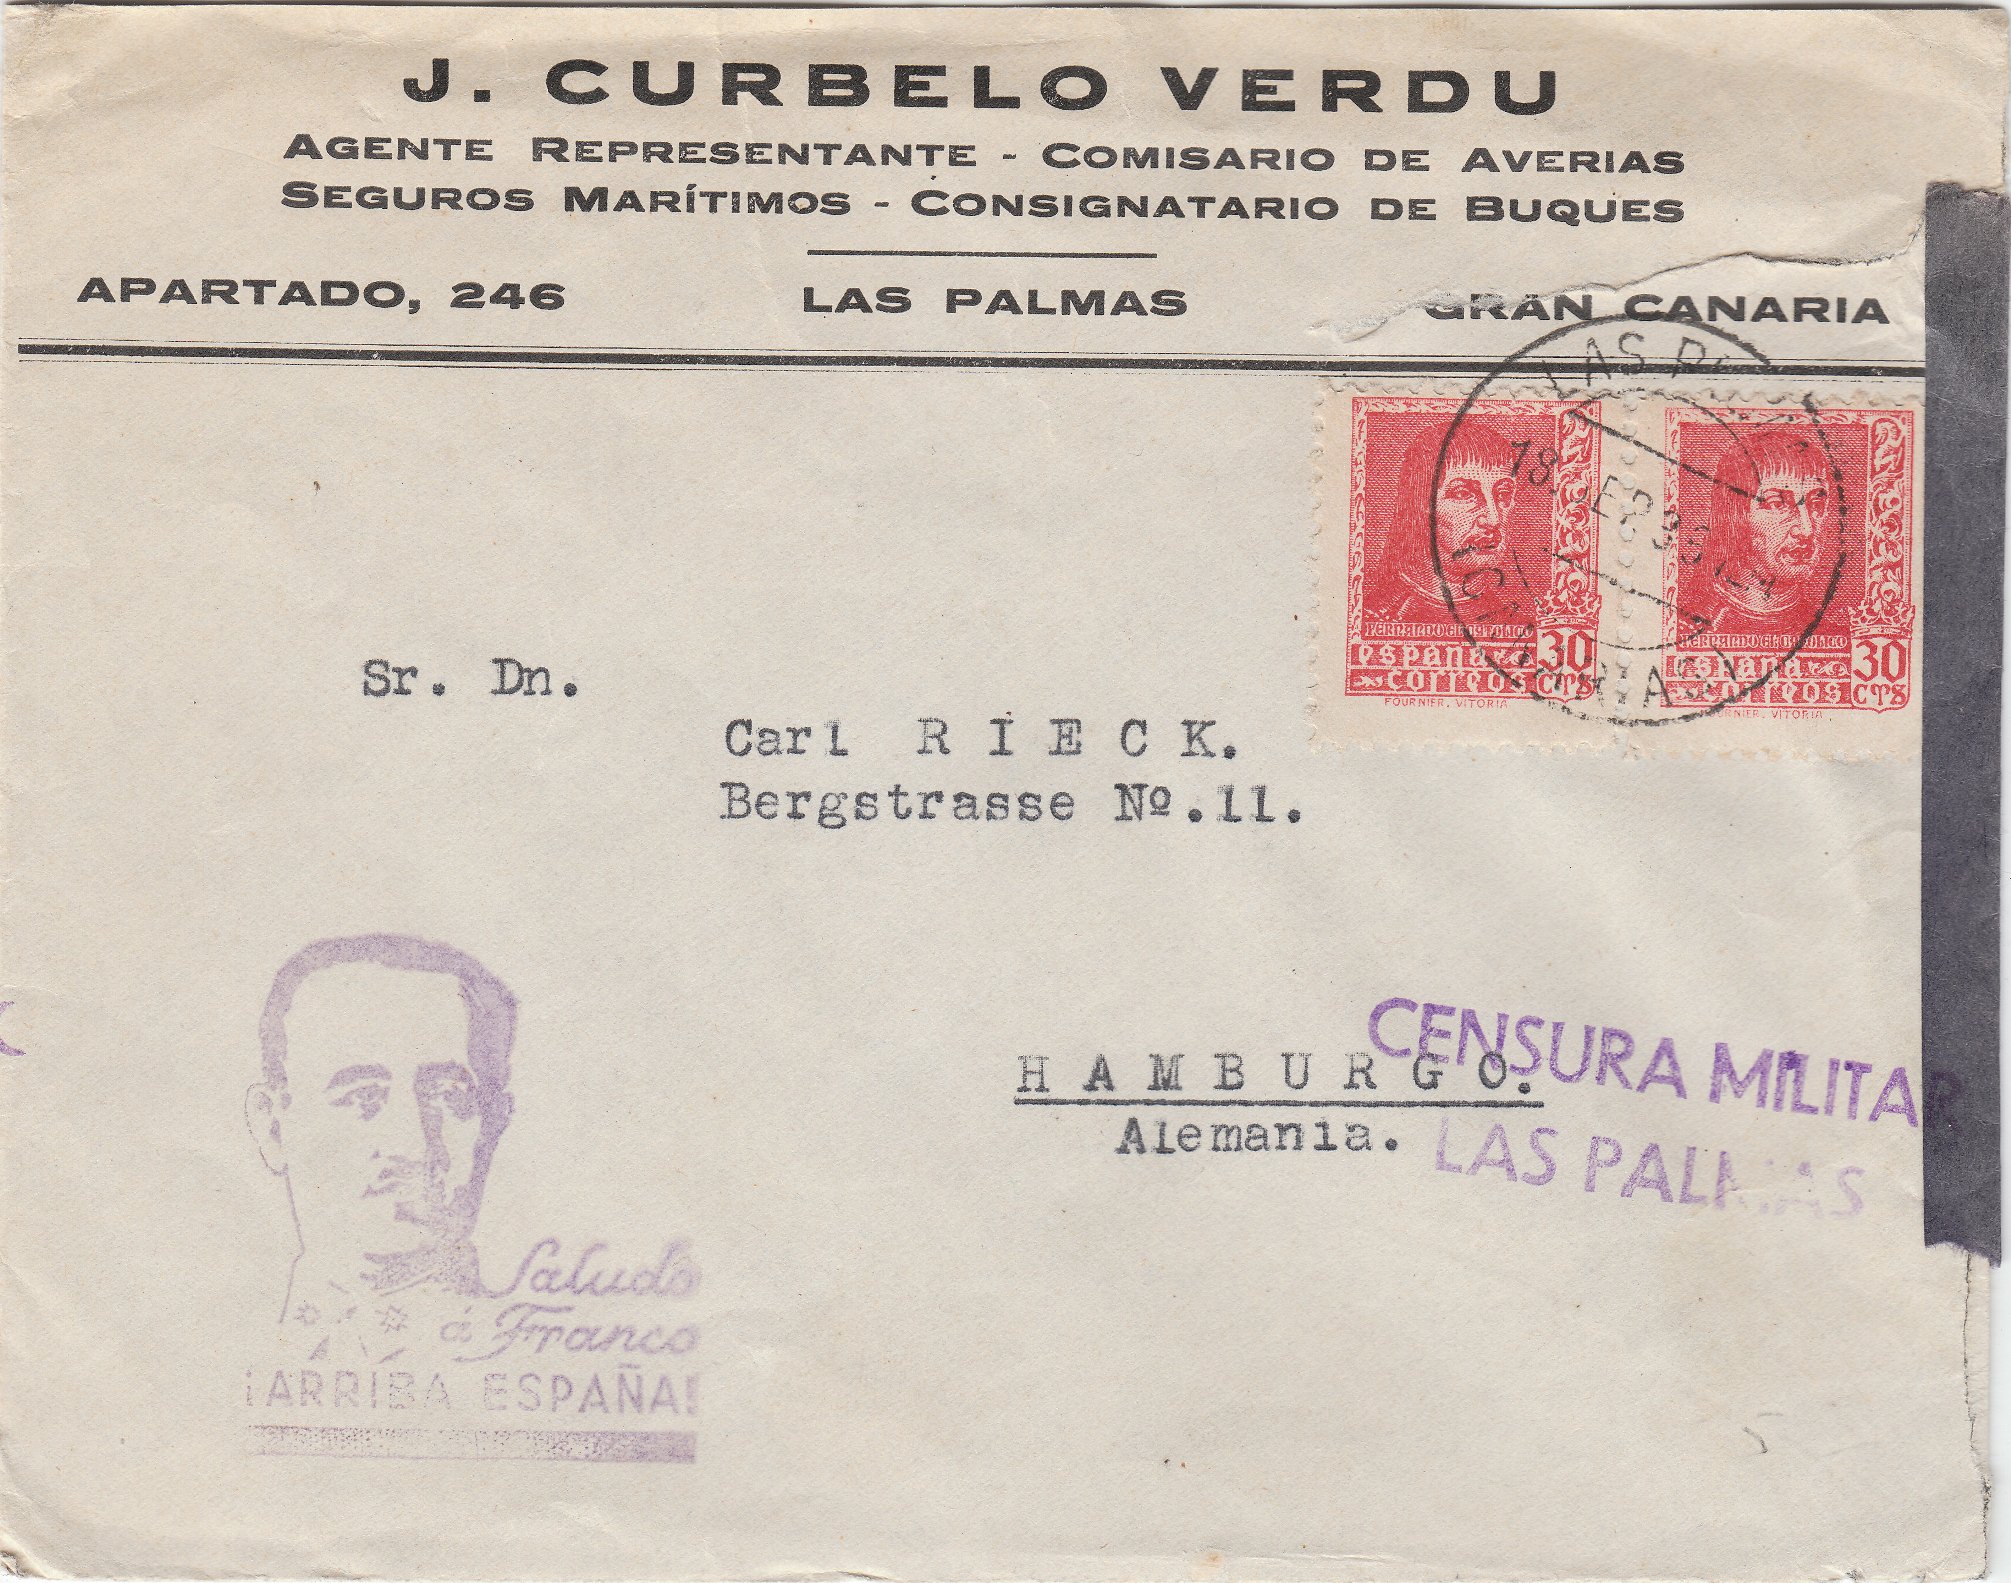 J. CURBELO VERDU
AGENTE REPRESENTANTE - COMISARIO DE AVERIAS
SEGUROS MARÍTIMOS - CONSIGNATARIO DE BUQUES
APARTADO, 246 LAS PALMAS GRAN CANARIA
LAS
18
FERNANDO EL CATOLICO FERNANDO EL CATOLICO
ESPAÑA 30 ESPAÑA 30
CORREOS CTS CORREOS CTS
FOURNIER. VITORIA FOURNIER. VITORIA
Sr. Dn.
Carl R I E C K.
Bergstrasse Nº.11.
H A M B U R G O.
Alemania.
CENSURA MILITAR
LAS PALMAS
Saludo
á Franco
¡ARRIBA ESPAÑA!